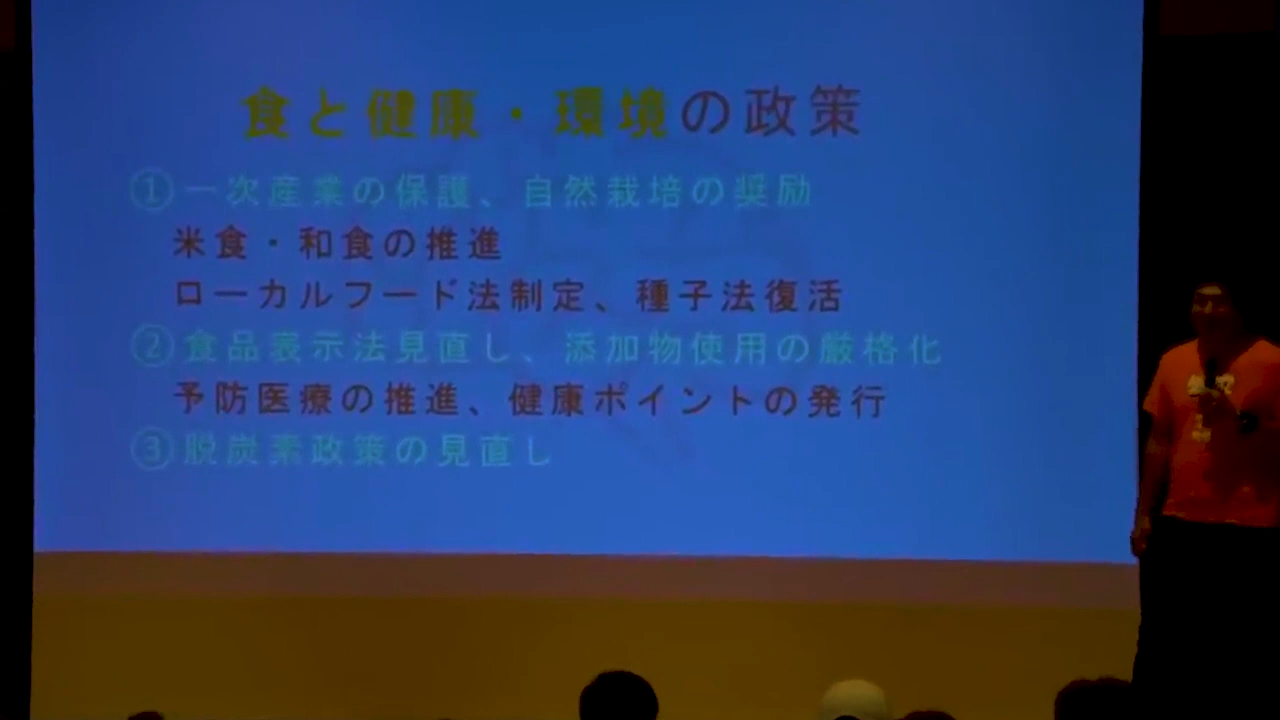 食と健康・環境の政策
①一次産業の保護、自然栽培の奨励
米食・和食の推進
ローカルフード法制定、種子法復活
②食品表示法見直し、添加物使用の厳格化
予防医療の推進、健康ポイントの発行
③脱炭素政策の見直し